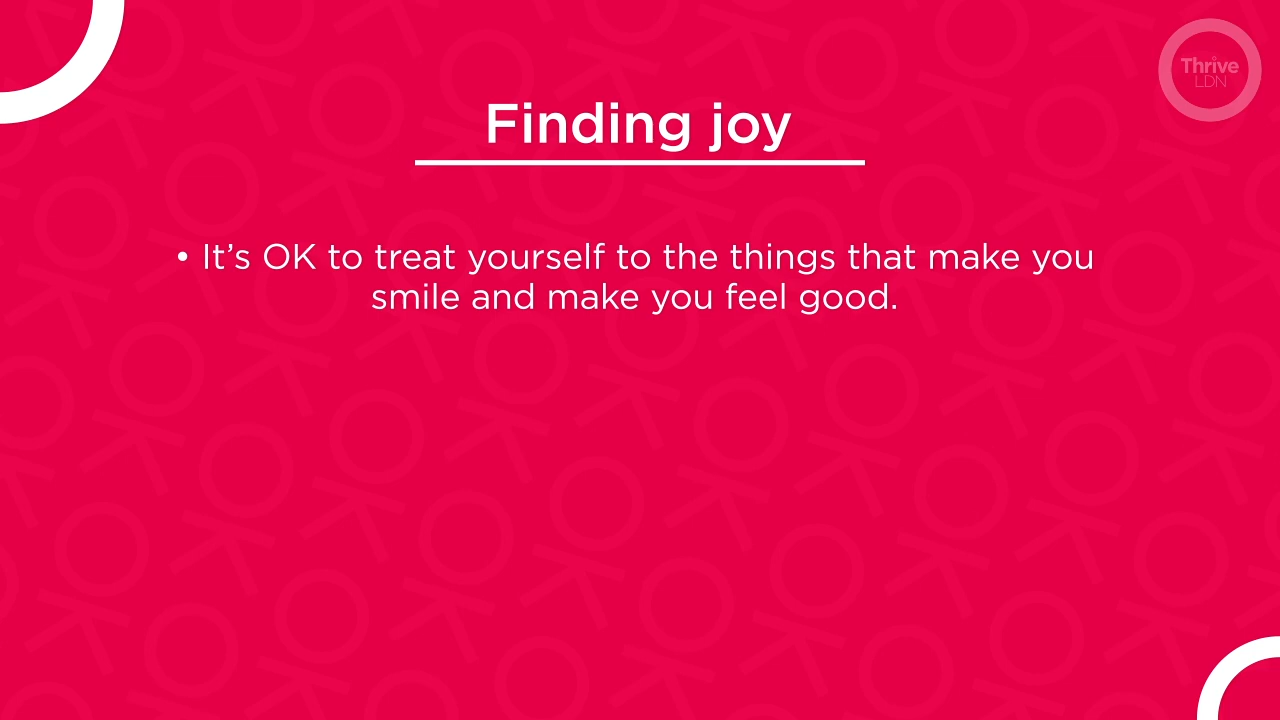 Thrive
LDN
Finding joy
• It’s OK to treat yourself to the things that make you
smile and make you feel good.